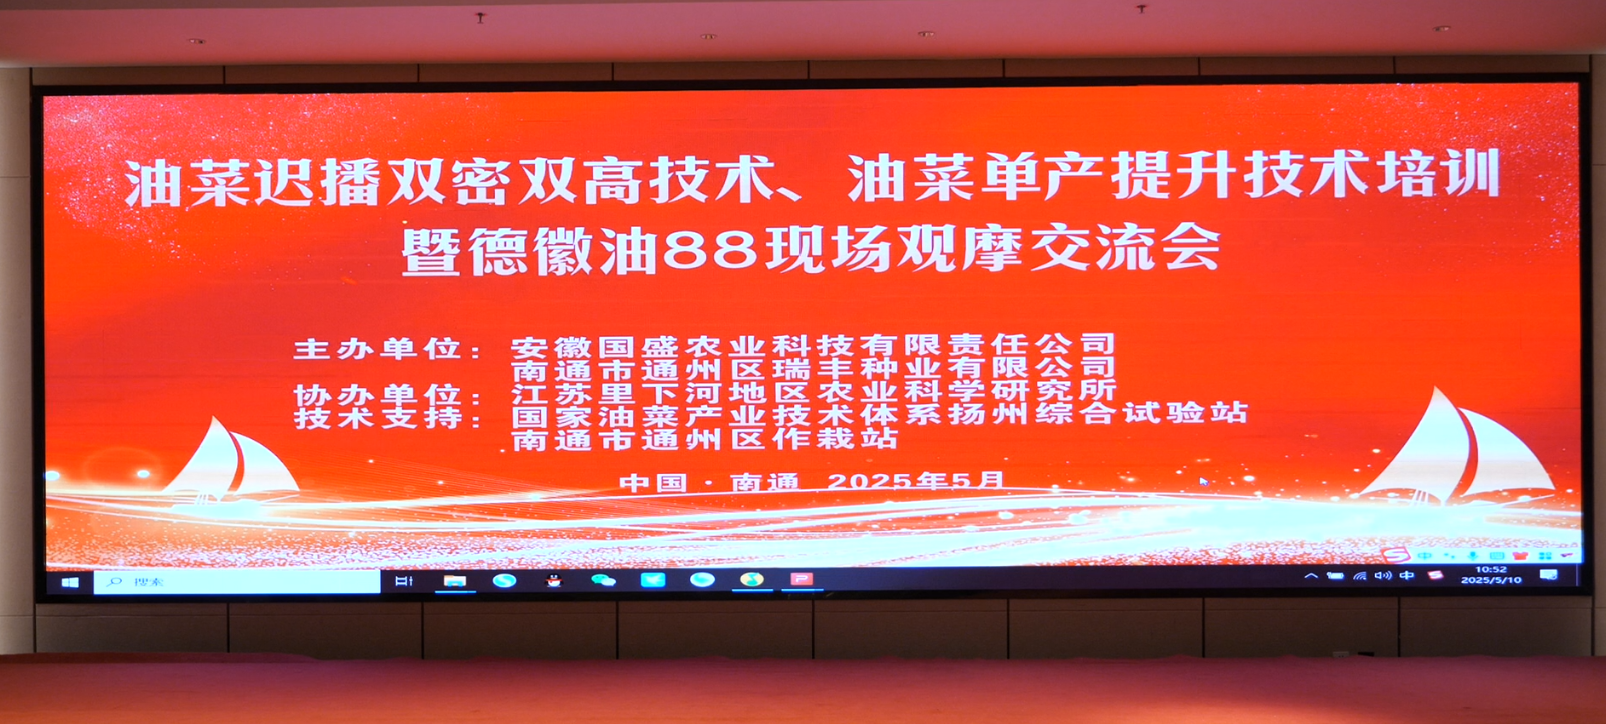 油菜迟播双密双高技术、油菜单产提升技术培训
暨德徽油88现场观摩交流会
主办单位：安徽国盛农业科技有限责任公司
南通市通州区瑞丰种业有限公司
协办单位：江苏里下河地区农业科学研究所
技术支持：国家油菜产业技术体系扬州综合试验站
南通市通州区作栽站
中国·南通 2025年5月
搜索
中
中
10:52
2025/5/10